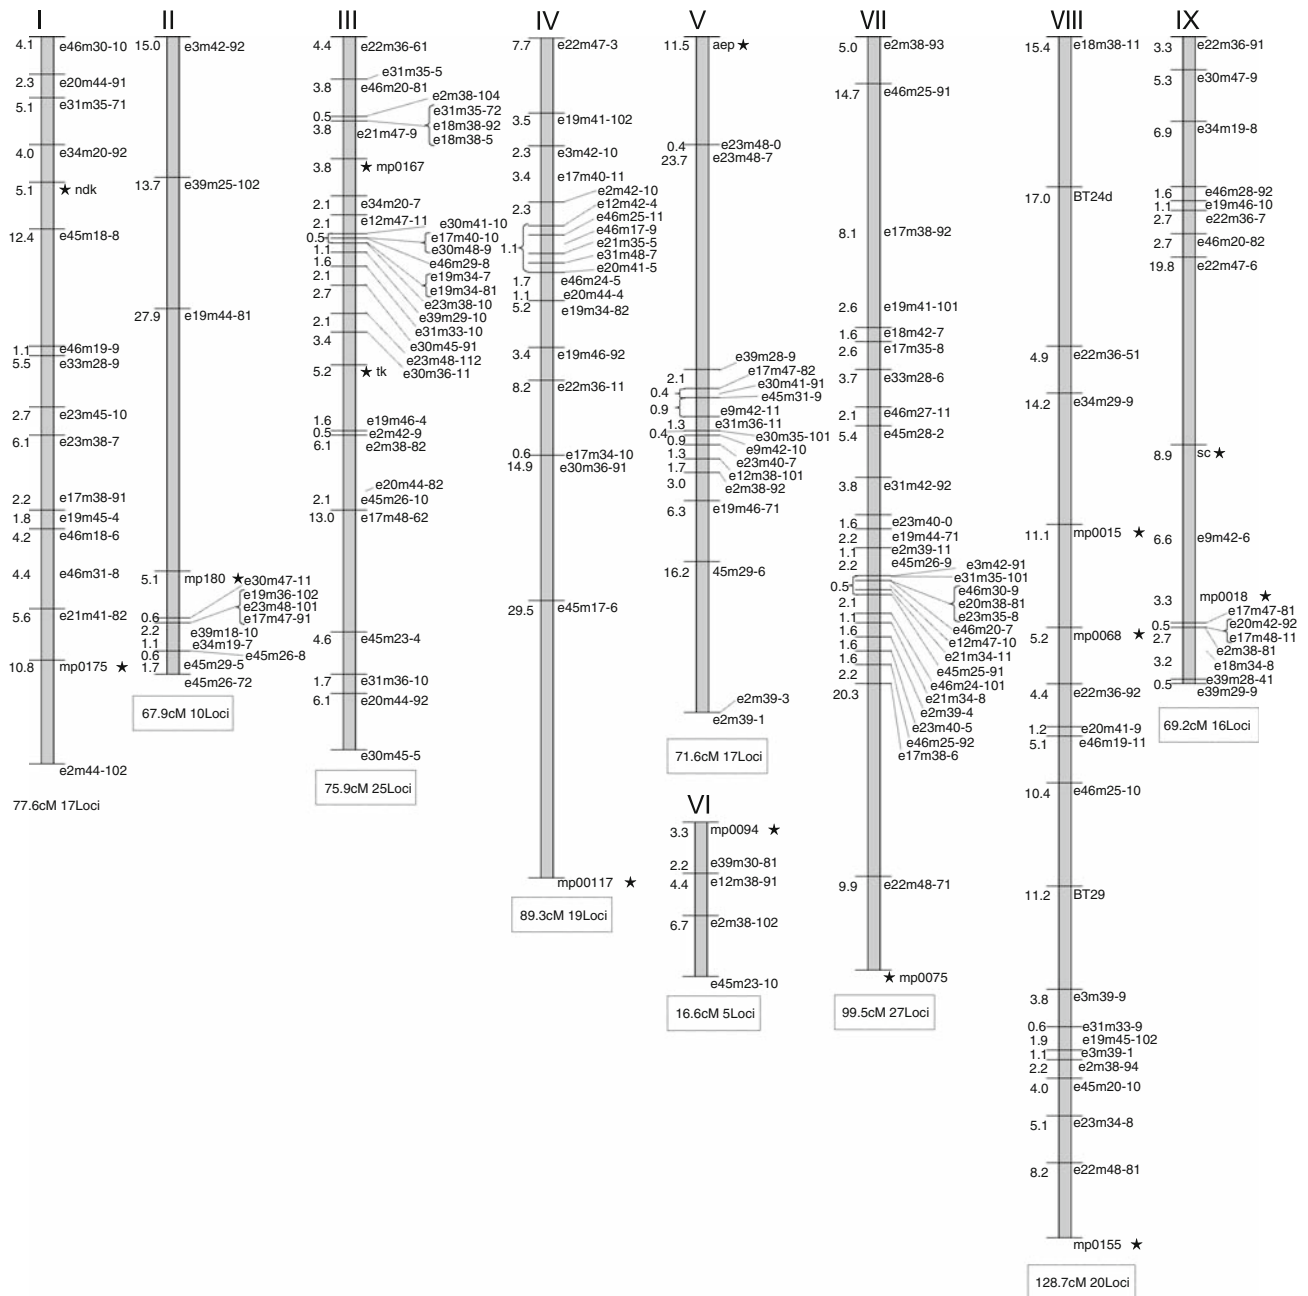 I
4.1 e46m30-10
2.3 e20m44-91
5.1 e31m35-71
4.0 e34m20-92
5.1 ★ ndk
12.4 e45m18-8
1.1 e46m19-9
5.5 e33m28-9
2.7 e23m45-10
6.1 e23m38-7
2.2 e17m38-91
1.8 e19m45-4
4.2 e46m18-6
4.4 e46m31-8
5.6 e21m41-82
10.8 mp0175 ★
e2m44-102
77.6cM 17Loci
II
15.0 e3m42-92
13.7 e39m25-102
27.9 e19m44-81
5.1 mp180 ★
e30m47-11
e19m36-102
0.6 e23m48-101
e17m47-91
2.2 e39m18-10
1.1 e34m19-7
0.6 e45m26-8
1.7 e45m29-5
e45m26-72
67.9cM 10Loci
III
4.4 e22m36-61
e31m35-5
3.8 e46m20-81
e2m38-104
0.5 e31m35-72
3.8 e18m38-92
e21m47-9 e18m38-5
3.8 ★ mp0167
2.1 e34m20-7
2.1 e12m47-11
e30m41-10
0.5 e17m40-10
1.1 e30m48-9
1.6 e46m29-8
2.1 e19m34-7
2.7 e19m34-81
e23m38-10
2.1 e39m29-10
3.4 e31m33-10
e30m45-91
e23m48-112
5.2 ★ tk e30m36-11
1.6 e19m46-4
0.5 e2m42-9
6.1 e2m38-82
e20m44-82
2.1 e45m26-10
13.0 e17m48-62
4.6 e45m23-4
1.7 e31m36-10
6.1 e20m44-92
e30m45-5
75.9cM 25Loci
IV
7.7 e22m47-3
3.5 e19m41-102
2.3 e3m42-10
3.4 e17m40-11
e2m42-10
2.3 e12m42-4
e46m25-11
e46m17-9
1.1 e21m35-5
e31m48-7
e20m41-5
1.7 e46m24-5
1.1 e20m44-4
5.2 e19m34-82
3.4 e19m46-92
8.2 e22m36-11
0.6 e17m34-10
14.9 e30m36-91
29.5 e45m17-6
mp00117 ★
89.3cM 19Loci
V
11.5 aep ★
0.4 e23m48-0
23.7 e23m48-7
e39m28-9
2.1 e17m47-82
0.4 e30m41-91
e45m31-9
0.9 e9m42-11
1.3 e31m36-11
0.4 e30m35-101
0.9 e9m42-10
1.3 e23m40-7
1.7 e12m38-101
3.0 e2m38-92
6.3 e19m46-71
16.2 45m29-6
e2m39-3
e2m39-1
71.6cM 17Loci
VI
3.3 mp0094 ★
2.2 e39m30-81
4.4 e12m38-91
6.7 e2m38-102
e45m23-10
16.6cM 5Loci
VII
5.0 e2m38-93
14.7 e46m25-91
8.1 e17m38-92
2.6 e19m41-101
1.6 e18m42-7
2.6 e17m35-8
3.7 e33m28-6
2.1 e46m27-11
5.4 e45m28-2
3.8 e31m42-92
1.6 e23m40-0
2.2 e19m44-71
1.1 e2m39-11
2.2 e45m26-9
e3m42-91
e31m35-101
0.5 e46m30-9
2.1 e20m38-81
e23m35-8
1.1 e46m20-7
1.6 e12m47-10
e21m34-11
1.6 e45m25-91
2.2 e46m24-101
20.3 e21m34-8
e2m39-4
e23m40-5
e46m25-92
e17m38-6
9.9 e22m48-71
★ mp0075
99.5cM 27Loci
VIII
15.4 e18m38-11
17.0 BT24d
4.9 e22m36-51
14.2 e34m29-9
11.1 mp0015 ★
5.2 mp0068 ★
4.4 e22m36-92
1.2 e20m41-9
5.1 e46m19-11
10.4 e46m25-10
11.2 BT29
3.8 e3m39-9
0.6 e31m33-9
1.9 e19m45-102
1.1 e3m39-1
2.2 e2m38-94
4.0 e45m20-10
5.1 e23m34-8
8.2 e22m48-81
mp0155 ★
128.7cM 20Loci
IX
3.3 e22m36-91
5.3 e30m47-9
6.9 e34m19-8
1.6 e46m28-92
1.1 e19m46-10
2.7 e22m36-7
2.7 e46m20-82
19.8 e22m47-6
8.9 sc ★
6.6 e9m42-6
3.3 mp0018 ★
e17m47-81
0.5 e20m42-92
2.7 e17m48-11
e2m38-81
3.2 e18m34-8
e39m28-41
0.5 e39m29-9
69.2cM 16Loci